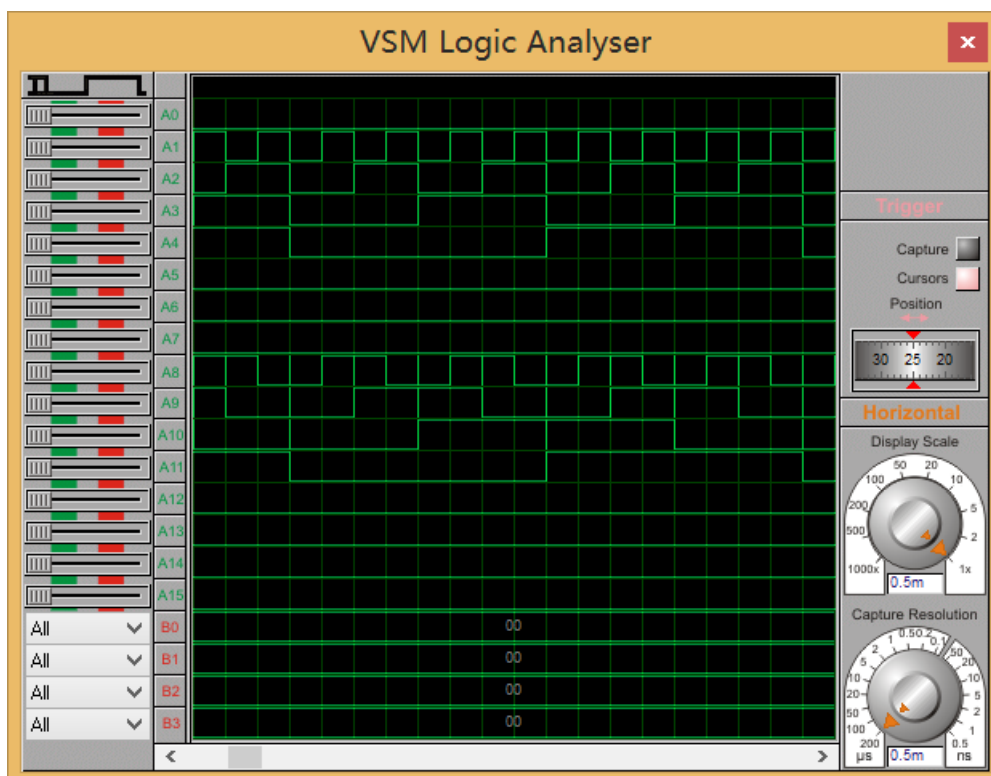 VSM Logic Analyser
x
A0
A1
A2
A3
A4
A5
A6
A7
A8
A9
A10
A11
A12
A13
A14
A15
All B0 00
All B1 00
All B2 00
All B3 00
Trigger
Capture
Cursors
Position
30 25 20
Horizontal
Display Scale
1000x 500 200 100 50 20 10 5 2 1x
0.5m
Capture Resolution
200 100 50 20 10 5 2 1 0.5 0.2 0.1 50 20 10 5 2 1 0.5
µs 0.5m ns